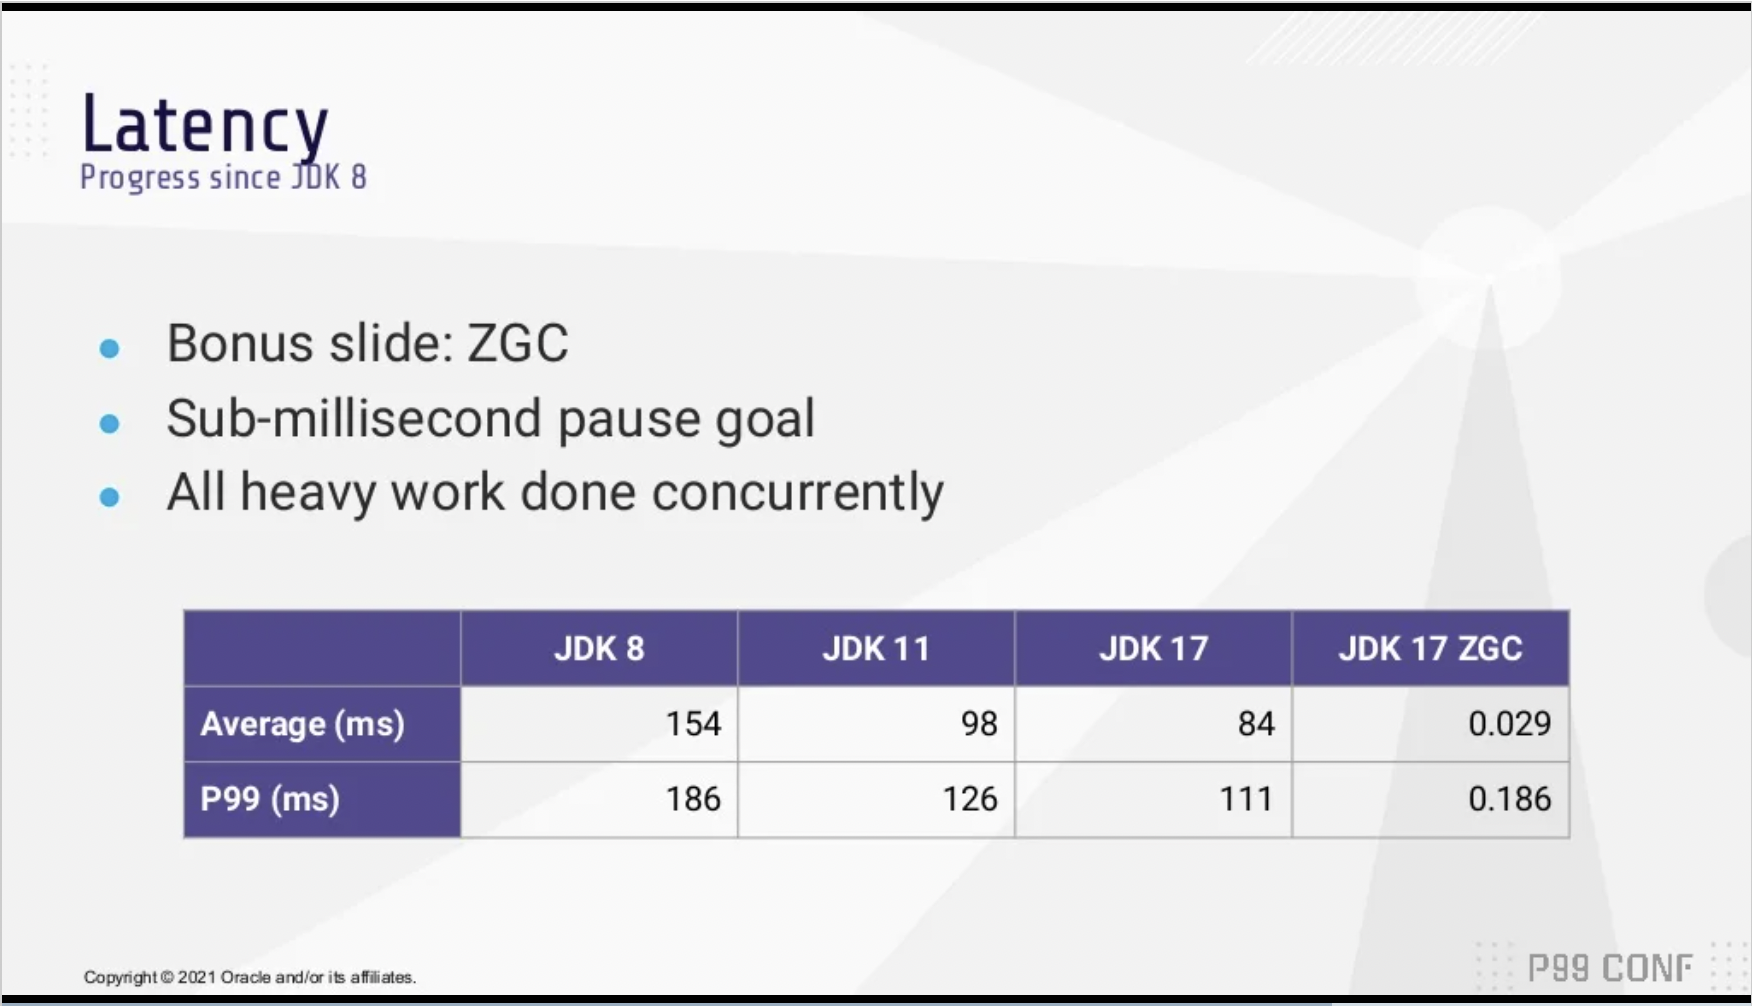 Latency
Progress since JDK 8
Bonus slide: ZGC
Sub-millisecond pause goal
All heavy work done concurrently
JDK 8 JDK 11 JDK 17 JDK 17 ZGC
Average (ms) 154 98 84 0.029
P99 (ms) 186 126 111 0.186
Copyright © 2021 Oracle and/or its affiliates.
P99 CONF